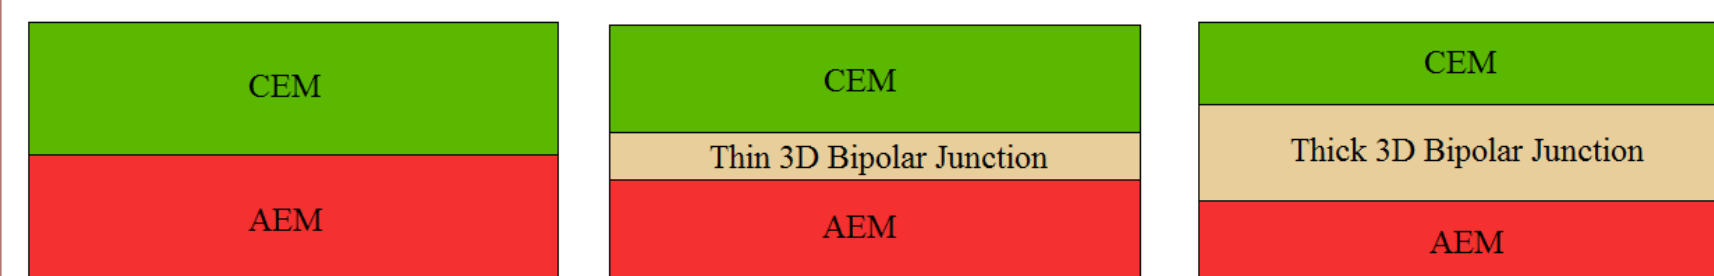 CEM
AEM
CEM
Thin 3D Bipolar Junction
AEM
CEM
Thick 3D Bipolar Junction
AEM